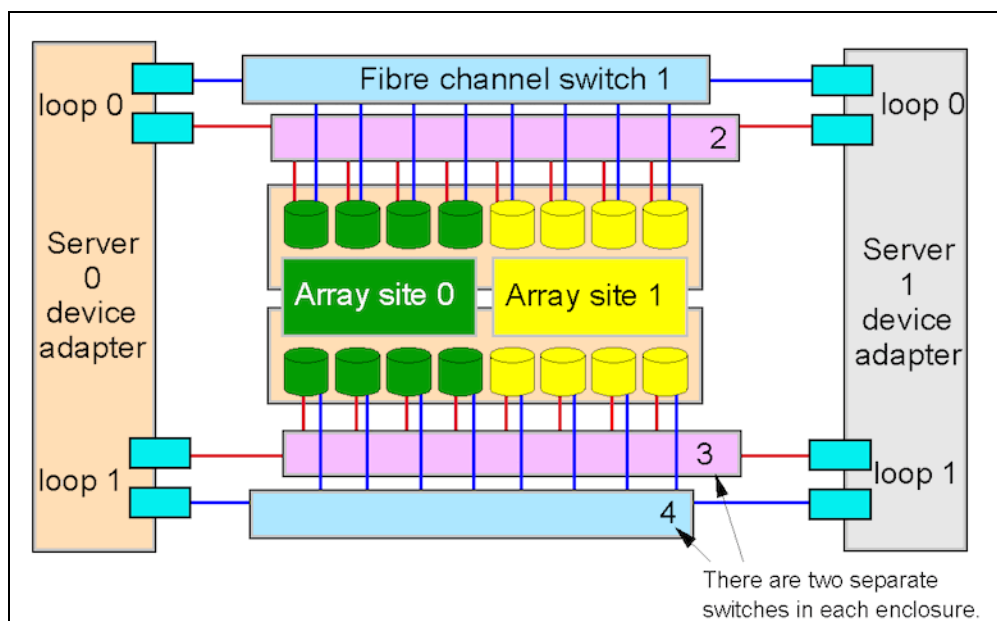 Fibre channel switch 1
loop 0
loop 0
2
Server
0
device
adapter
Array site 0
Array site 1
Server
1
device
adapter
loop 1
3
loop 1
4
There are two separate
switches in each enclosure.